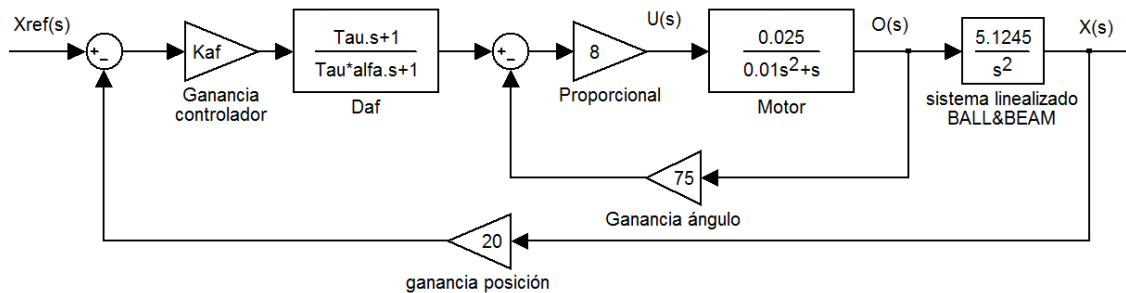 Xref(s)
U(s)
O(s)
X(s)
+
−
Kaf
Tau.s+1
Tau*alfa.s+1
+
−
8
0.025
0.01s²+s
5.1245
s²
Ganancia
controlador
Daf
Proporcional
Motor
sistema linealizado
BALL&BEAM
75
Ganancia ángulo
20
ganancia posición